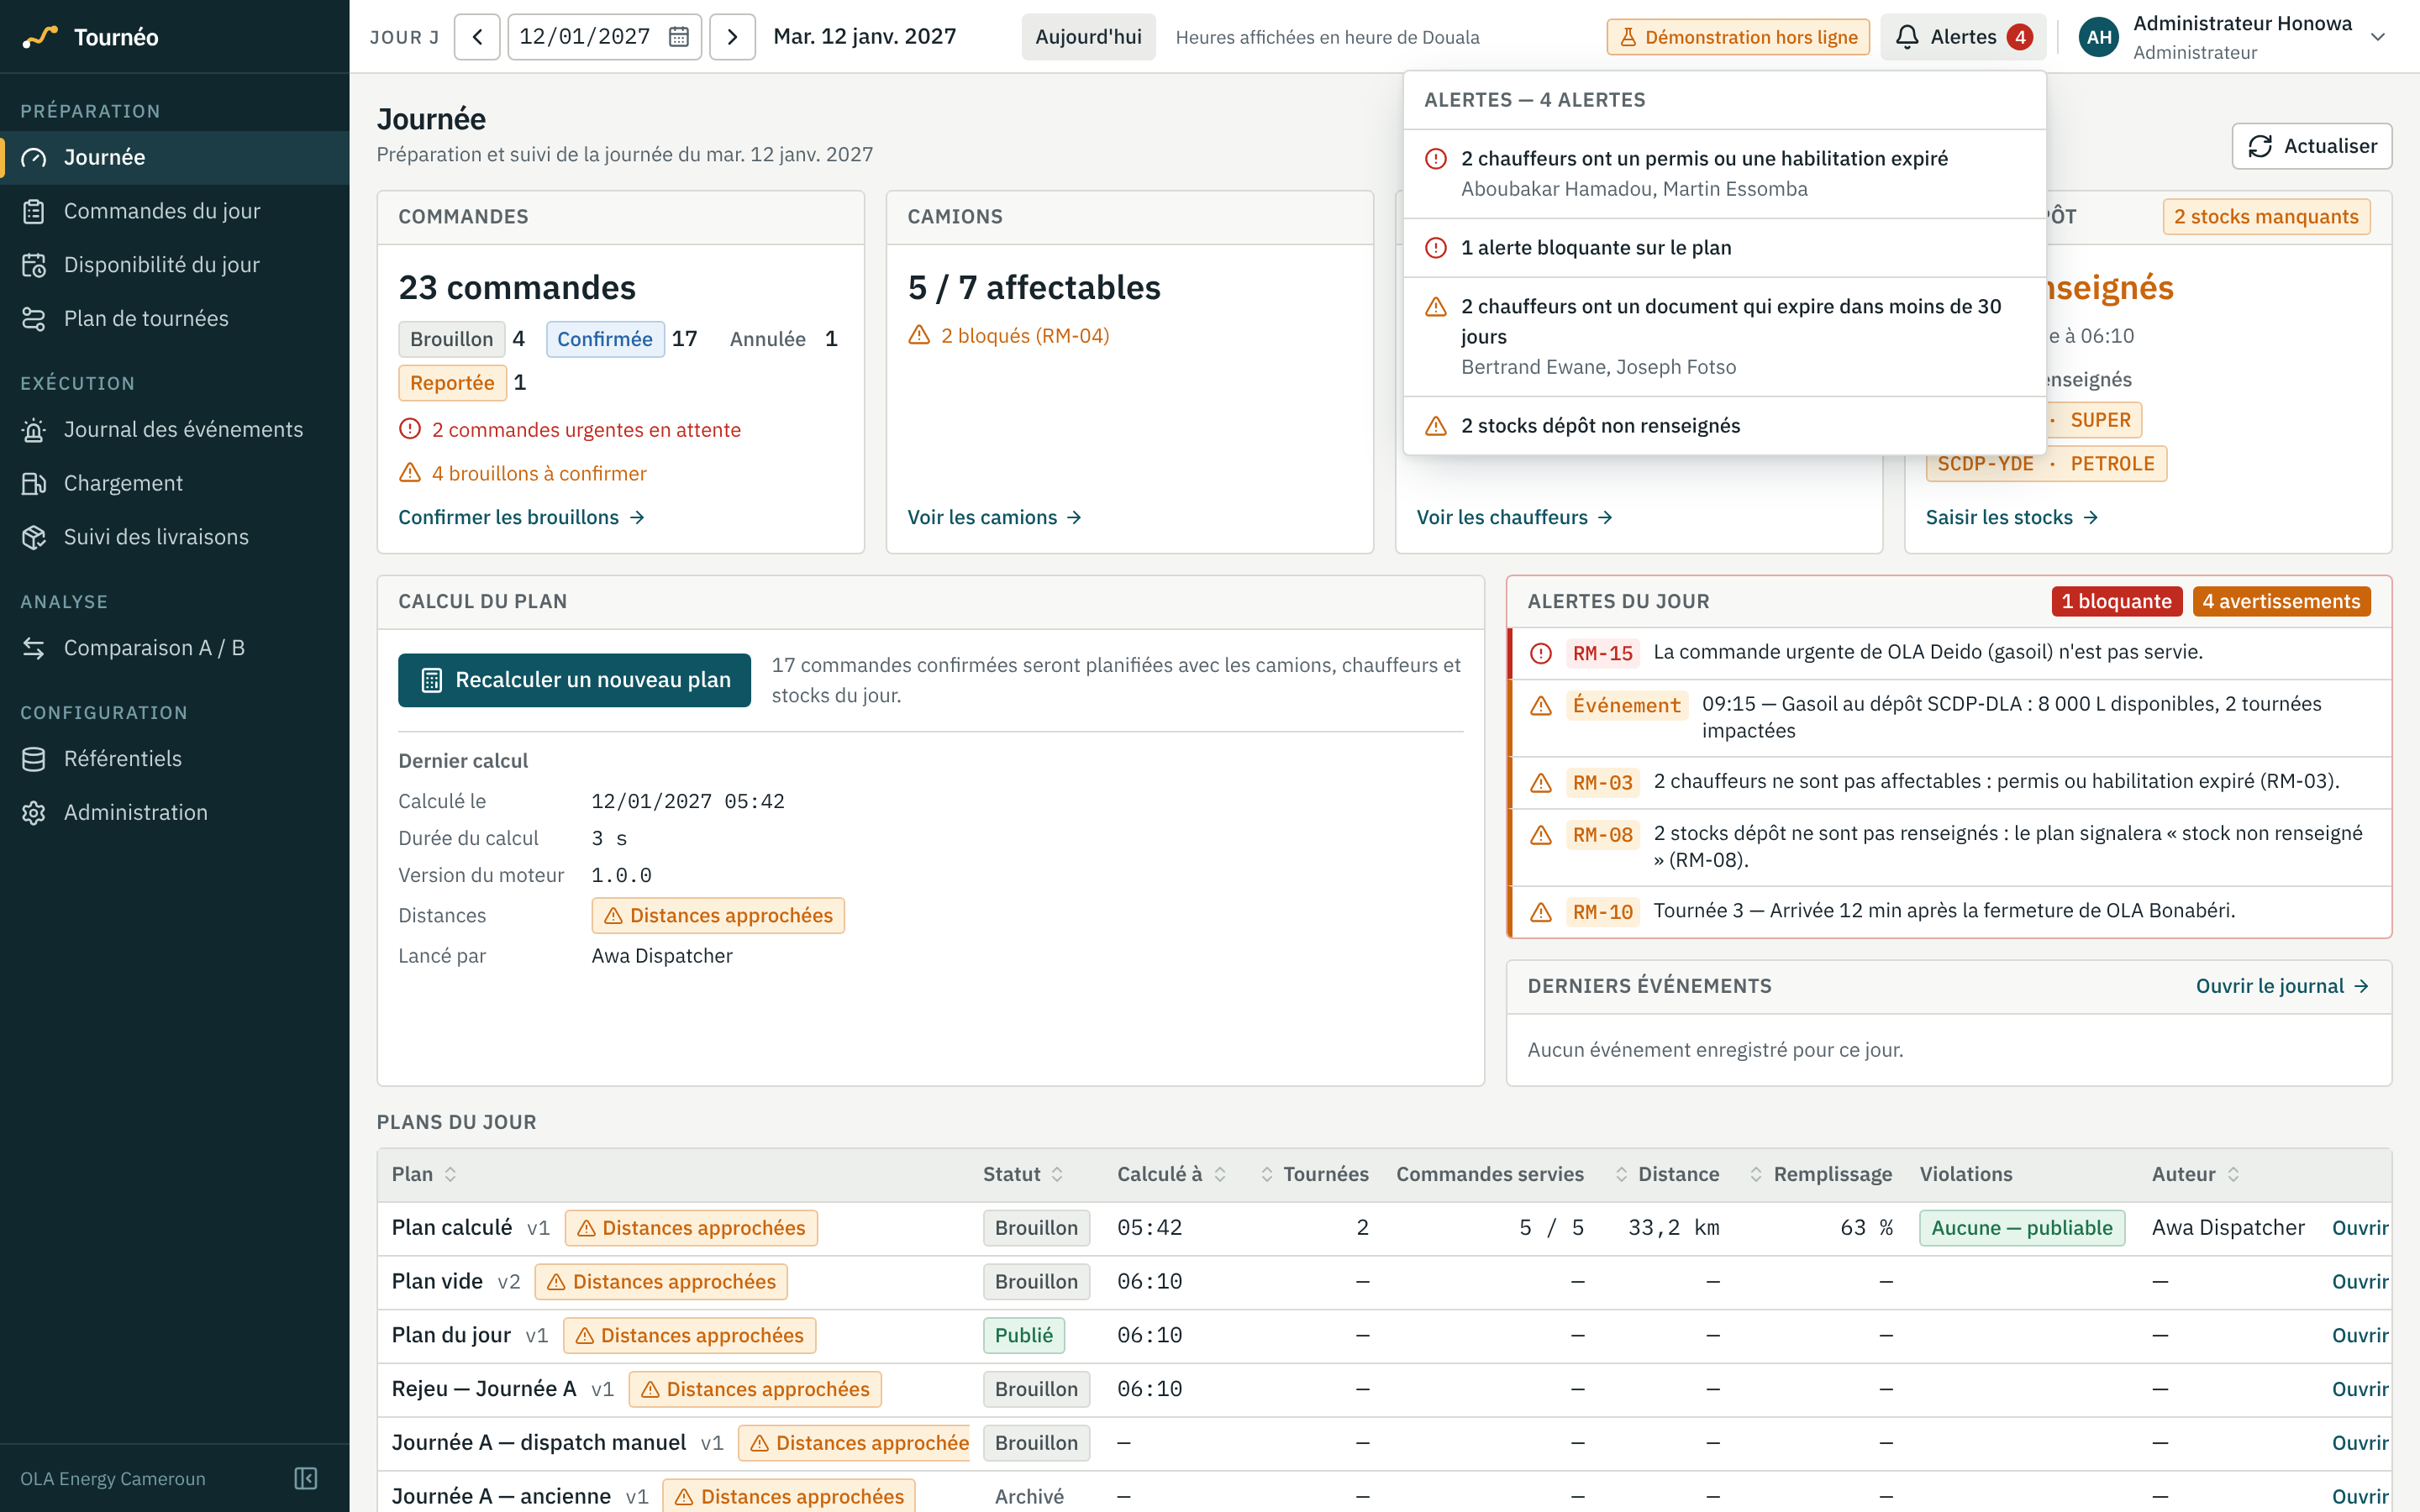 Tournéo
JOUR J
12/01/2027
Mar. 12 janv. 2027
Aujourd'hui
Heures affichées en heure de Douala
Démonstration hors ligne
Alertes 4
AH
Administrateur Honowa
Administrateur
PRÉPARATION
Journée
Commandes du jour
Disponibilité du jour
Plan de tournées
EXÉCUTION
Journal des événements
Chargement
Suivi des livraisons
ANALYSE
Comparaison A / B
CONFIGURATION
Référentiels
Administration
OLA Energy Cameroun
Journée
Préparation et suivi de la journée du mar. 12 janv. 2027
Actualiser
ALERTES — 4 ALERTES
2 chauffeurs ont un permis ou une habilitation expiré
Aboubakar Hamadou, Martin Essomba
1 alerte bloquante sur le plan
2 chauffeurs ont un document qui expire dans moins de 30
jours
Bertrand Ewane, Joseph Fotso
2 stocks dépôt non renseignés
COMMANDES
23 commandes
Brouillon 4 Confirmée 17 Annulée 1
Reportée 1
2 commandes urgentes en attente
4 brouillons à confirmer
Confirmer les brouillons
CAMIONS
5 / 7 affectables
2 bloqués (RM-04)
Voir les camions
Voir les chauffeurs
2 stocks manquants
e à 06:10
· SUPER
SCDP-YDE · PETROLE
Saisir les stocks
CALCUL DU PLAN
Recalculer un nouveau plan
17 commandes confirmées seront planifiées avec les camions, chauffeurs et
stocks du jour.
Dernier calcul
Calculé le 12/01/2027 05:42
Durée du calcul 3 s
Version du moteur 1.0.0
Distances Distances approchées
Lancé par Awa Dispatcher
ALERTES DU JOUR
1 bloquante
4 avertissements
RM-15 La commande urgente de OLA Deido (gasoil) n'est pas servie.
Événement 09:15 — Gasoil au dépôt SCDP-DLA : 8 000 L disponibles, 2 tournées
impactées
RM-03 2 chauffeurs ne sont pas affectables : permis ou habilitation expiré (RM-03).
RM-08 2 stocks dépôt ne sont pas renseignés : le plan signalera « stock non renseigné
» (RM-08).
RM-10 Tournée 3 — Arrivée 12 min après la fermeture de OLA Bonabéri.
DERNIERS ÉVÉNEMENTS
Ouvrir le journal
Aucun événement enregistré pour ce jour.
PLANS DU JOUR
Plan Statut Calculé à Tournées Commandes servies Distance Remplissage Violations Auteur
Plan calculé v1 Distances approchées Brouillon 05:42 2 5 / 5 33,2 km 63 % Aucune — publiable Awa Dispatcher Ouvrir
Plan vide v2 Distances approchées Brouillon 06:10 — — — — — Ouvrir
Plan du jour v1 Distances approchées Publié 06:10 — — — — — Ouvrir
Rejeu — Journée A v1 Distances approchées Brouillon 06:10 — — — — — Ouvrir
Journée A — dispatch manuel v1 Distances approchée Brouillon — — — — — — Ouvrir
Journée A — ancienne v1 Distances approchées Archivé — — — — — — Ouvrir